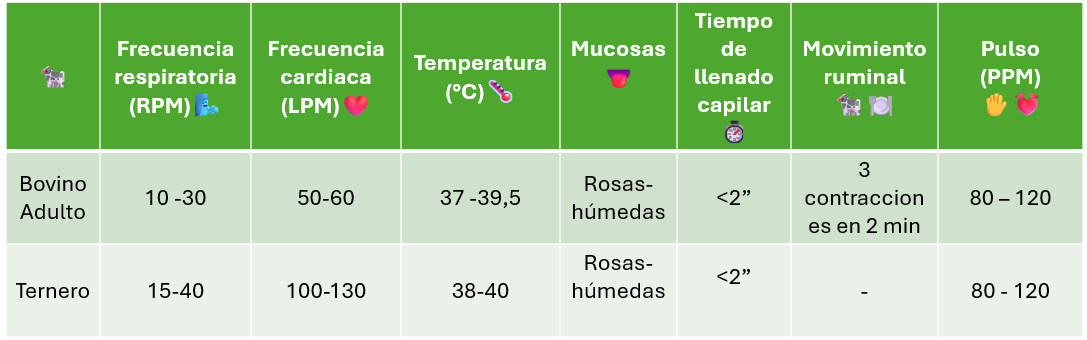 Frecuencia
respiratoria
(RPM)
Frecuencia
cardiaca
(LPM)
Temperatura
(°C)
Mucosas
Tiempo
de
llenado
capilar
Movimiento
ruminal
Pulso
(PPM)
Bovino
Adulto
10 -30
50-60
37 -39,5
Rosas-
húmedas
<2”
3
contraccion
es en 2 min
80 – 120
Ternero
15-40
100-130
38-40
Rosas-
húmedas
<2”
-
80 - 120